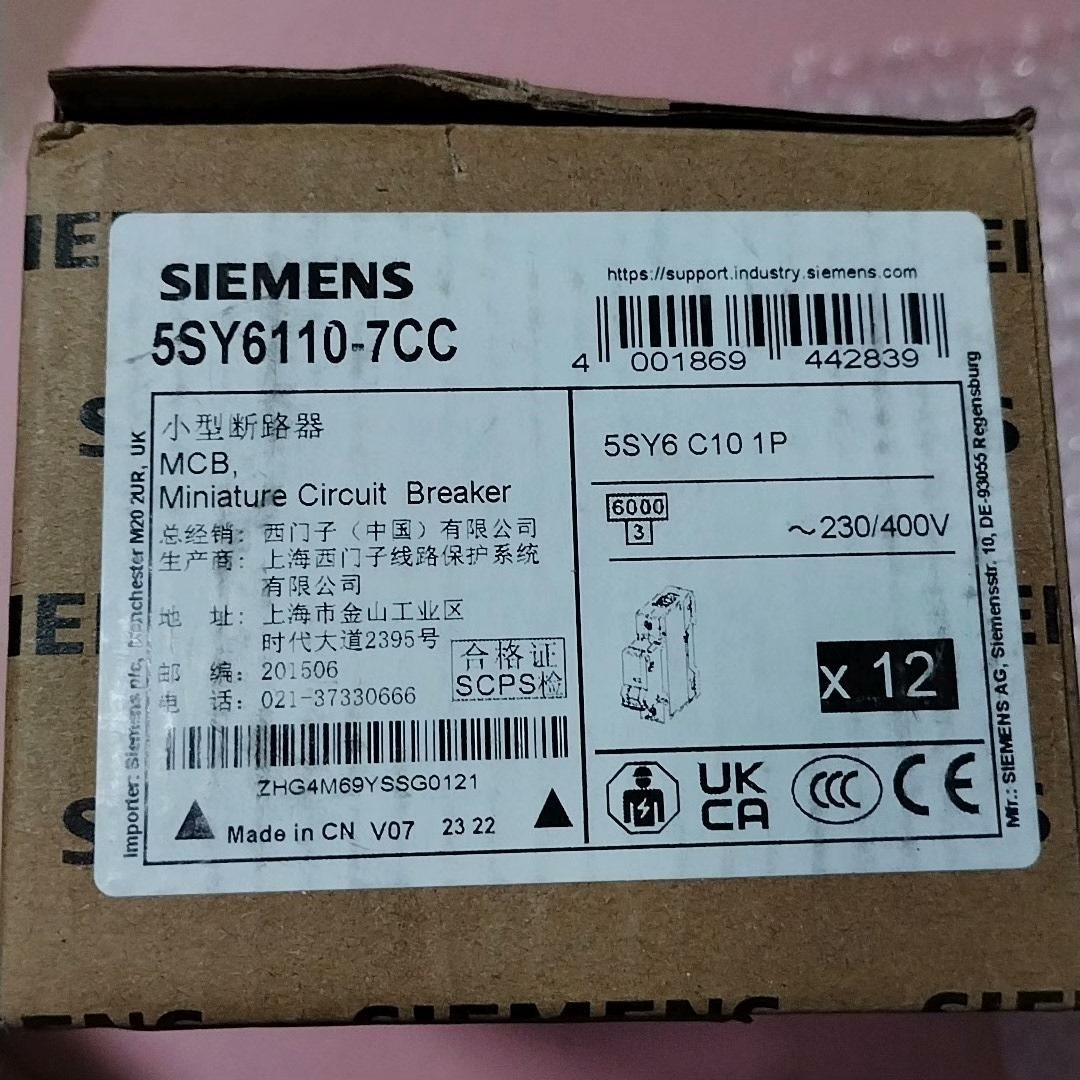 SIEMENS
5SY6110-7CC
https://support.industry.siemens.com
4 001869 442839
小型断路器
MCB,
Miniature Circuit Breaker
总经销: 西门子（中国）有限公司
生产商: 上海西门子线路保护系统
有限公司
地 址: 上海市金山工业区
时代大道2395号
邮 编: 201506
电 话: 021-37330666
合格证
SCPS检
ZHG4M69YSSG0121
Made in CN V07 23 22
5SY6 C10 1P
6000
3
~230/400V
x 12
UK
CA
CCC
CE
Importer: Siemens plc, Manchester M20 2UR, UK
Mfr.: SIEMENS AG, Siemensstr. 10, DE-93055 Regensburg
SIEMENS